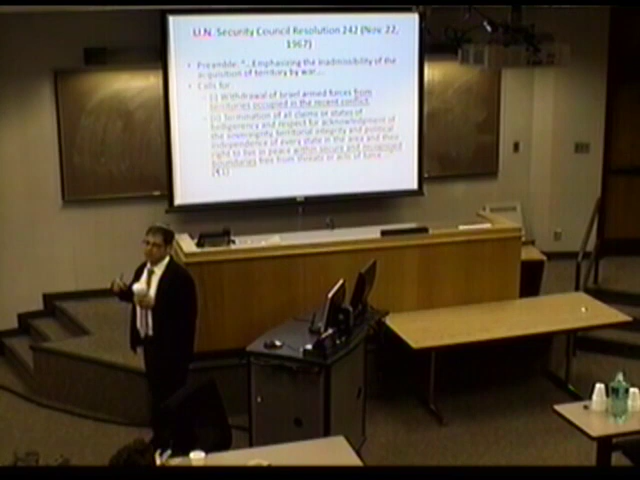 U.N. Security Council Resolution 242 (Nov 22,
1967)
• Preamble: "... Emphasizing the inadmissibility of the
acquisition of territory by war....
• Calls for:
– (i) Withdrawal of Israel armed forces from
territories occupied in the recent conflict;
– (ii) Termination of all claims or states of
belligerency and respect for acknowledgment of
the sovereignty, territorial integrity and political
independence of every state in the area and their
right to live in peace within secure and recognized
boundaries free from threats or acts of force...
(¶ 1)